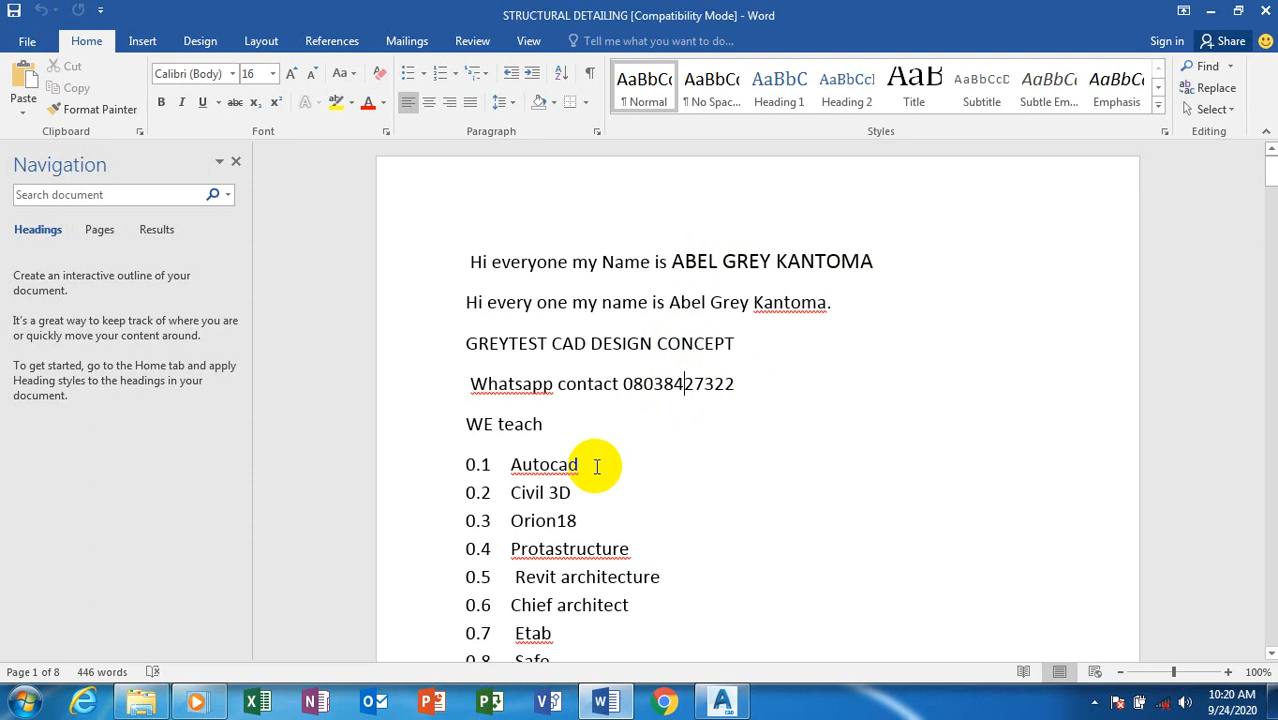 STRUCTURAL DETAILING [Compatibility Mode] - Word
File Home Insert Design Layout References Mailings Review View Tell me what you want to do... Sign in Share
Paste Cut Copy Format Painter
Calibri (Body) 16
Find Replace Select
AaBbCc AaBbCc AaBbC AaBbCcI AaB AaBbCcD AaBbCc AaBbCc
¶ Normal ¶ No Spac... Heading 1 Heading 2 Title Subtitle Subtle Em... Emphasis
Clipboard Font Paragraph Styles Editing
Navigation
Search document
Headings Pages Results
Create an interactive outline of your
document.
It's a great way to keep track of where you are
or quickly move your content around.
To get started, go to the Home tab and apply
Heading styles to the headings in your
document.
Hi everyone my Name is ABEL GREY KANTOMA
Hi every one my name is Abel Grey Kantoma.
GREYTEST CAD DESIGN CONCEPT
Whatsapp contact 08038427322
WE teach
0.1 Autocad
0.2 Civil 3D
0.3 Orion18
0.4 Protastructure
0.5 Revit architecture
0.6 Chief architect
0.7 Etab
0.8 Safe
Page 1 of 8 446 words 100%
10:20 AM
9/24/2020